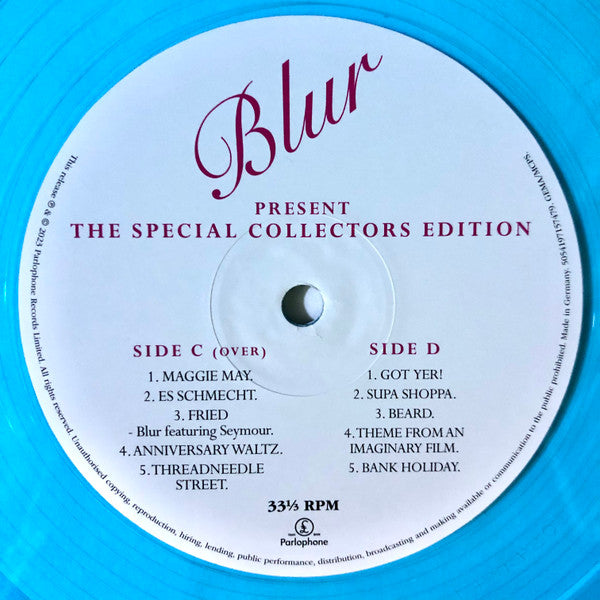 Blur
PRESENT
THE SPECIAL COLLECTORS EDITION
SIDE C (OVER)
1. MAGGIE MAY.
2. ES SCHMECHT.
3. FRIED
- Blur featuring Seymour.
4. ANNIVERSARY WALTZ.
5. THREADNEEDLE
STREET.
SIDE D
1. GOT YER!
2. SUPA SHOPPA.
3. BEARD.
4. THEME FROM AN
IMAGINARY FILM.
5. BANK HOLIDAY.
33⅓ RPM
Parlophone
This release ℗ & © 2023 Parlophone Records Limited. All rights reserved. Unauthorised copying, reproduction, hiring, lending, public performance, distribution, broadcasting and making available or communication to the public prohibited. Made in Germany. 5054197157479. GEMA/MCPS.